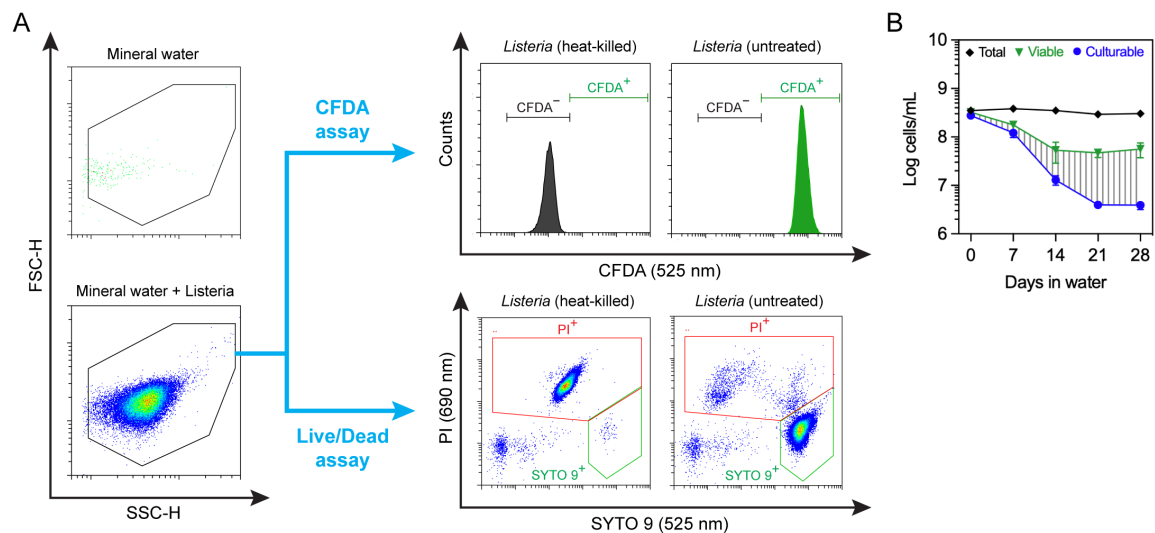 A
Mineral water
Mineral water + Listeria
FSC-H
SSC-H
CFDA
assay
Live/Dead
assay
Listeria (heat-killed)
Listeria (untreated)
CFDA+
CFDA−
CFDA+
CFDA−
Counts
CFDA (525 nm)
Listeria (heat-killed)
Listeria (untreated)
PI+
PI+
SYTO 9+
SYTO 9+
PI (690 nm)
SYTO 9 (525 nm)
B
Total Viable Culturable
Log cells/mL
10
9
8
7
6
0 7 14 21 28
Days in water